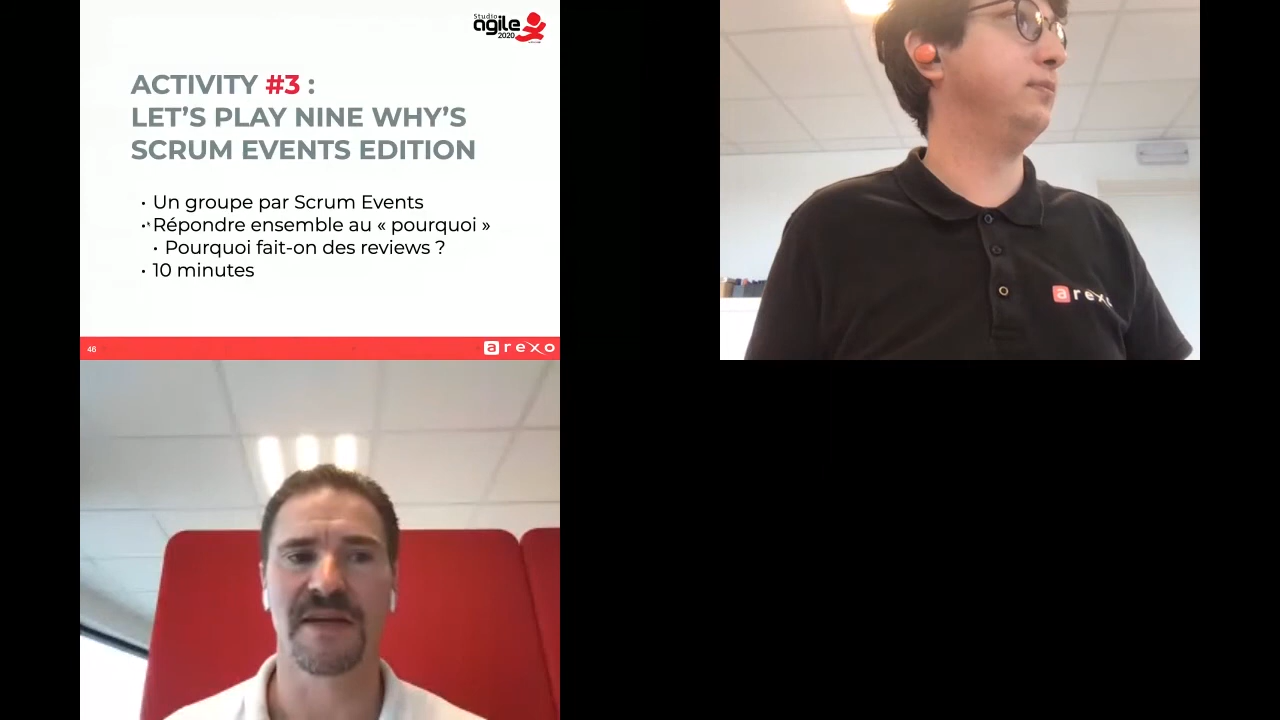 Studio
agile
2020
ACTIVITY #3 :
LET'S PLAY NINE WHY'S
SCRUM EVENTS EDITION
• Un groupe par Scrum Events
• Répondre ensemble au « pourquoi »
• Pourquoi fait-on des reviews ?
• 10 minutes
46
arexo
arexo